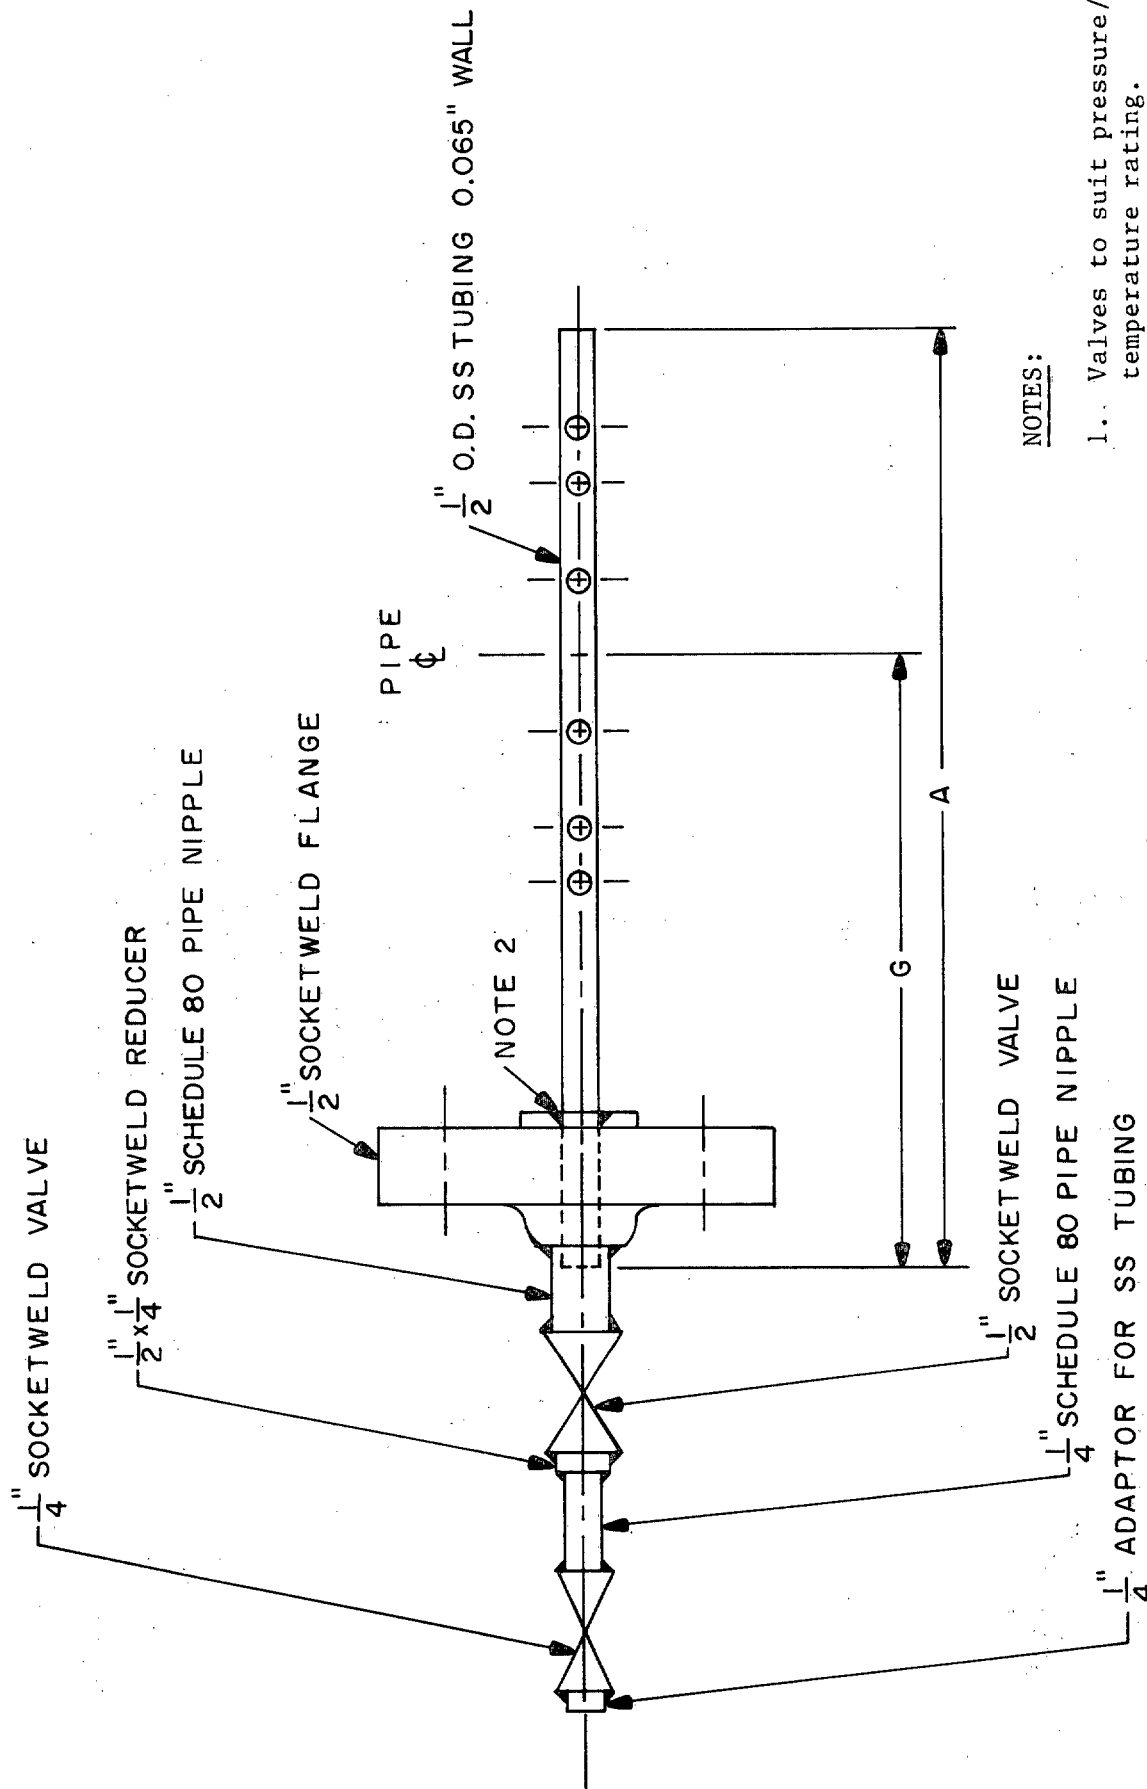 1/4" SOCKETWELD VALVE
1/2" x 1/4" SOCKETWELD REDUCER
1/2" SCHEDULE 80 PIPE NIPPLE
1/2" SOCKETWELD FLANGE
NOTE 2
PIPE
℄
1/2" O.D. SS TUBING 0.065" WALL
G
A
1/2" SOCKETWELD VALVE
1/4" SCHEDULE 80 PIPE NIPPLE
1/4" ADAPTOR FOR SS TUBING
NOTES:
1.. Valves to suit pressure/
temperature rating.